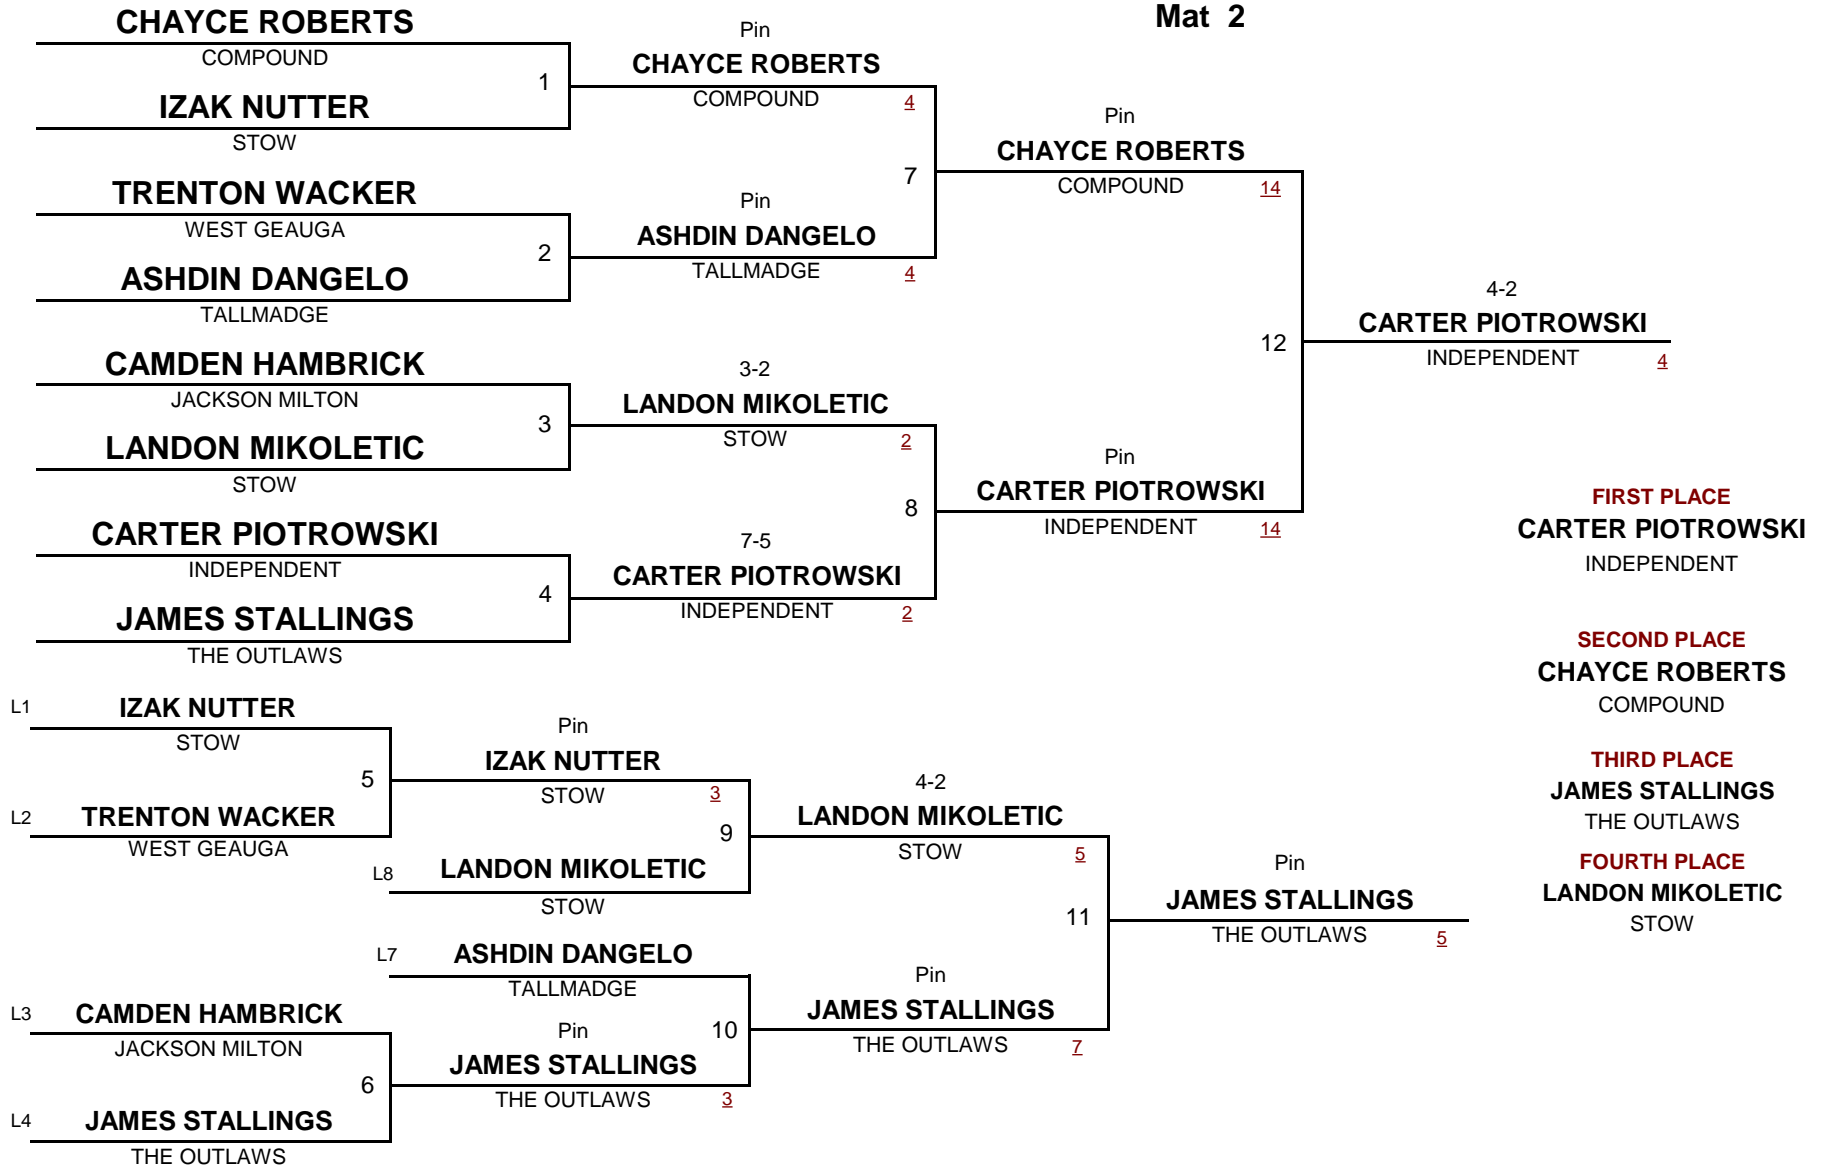 Mat 2
CHAYCE ROBERTS
COMPOUND
1
IZAK NUTTER
STOW
TRENTON WACKER
WEST GEAUGA
2
ASHDIN DANGELO
TALLMADGE
CAMDEN HAMBRICK
JACKSON MILTON
3
LANDON MIKOLETIC
STOW
CARTER PIOTROWSKI
INDEPENDENT
4
JAMES STALLINGS
THE OUTLAWS
Pin
CHAYCE ROBERTS
COMPOUND 4
7
Pin
ASHDIN DANGELO
TALLMADGE 4
3-2
LANDON MIKOLETIC
STOW 2
8
7-5
CARTER PIOTROWSKI
INDEPENDENT 2
Pin
CHAYCE ROBERTS
COMPOUND 14
12
Pin
CARTER PIOTROWSKI
INDEPENDENT 14
4-2
CARTER PIOTROWSKI
INDEPENDENT 4
FIRST PLACE
CARTER PIOTROWSKI
INDEPENDENT
SECOND PLACE
CHAYCE ROBERTS
COMPOUND
THIRD PLACE
JAMES STALLINGS
THE OUTLAWS
FOURTH PLACE
LANDON MIKOLETIC
STOW
L1 IZAK NUTTER
STOW
5
L2 TRENTON WACKER
WEST GEAUGA
L3 CAMDEN HAMBRICK
JACKSON MILTON
6
L4 JAMES STALLINGS
THE OUTLAWS
Pin
IZAK NUTTER
STOW 3
9
L8 LANDON MIKOLETIC
STOW
L7 ASHDIN DANGELO
TALLMADGE
10
Pin
JAMES STALLINGS
THE OUTLAWS 3
4-2
LANDON MIKOLETIC
STOW 5
11
Pin
JAMES STALLINGS
THE OUTLAWS 7
Pin
JAMES STALLINGS
THE OUTLAWS 5